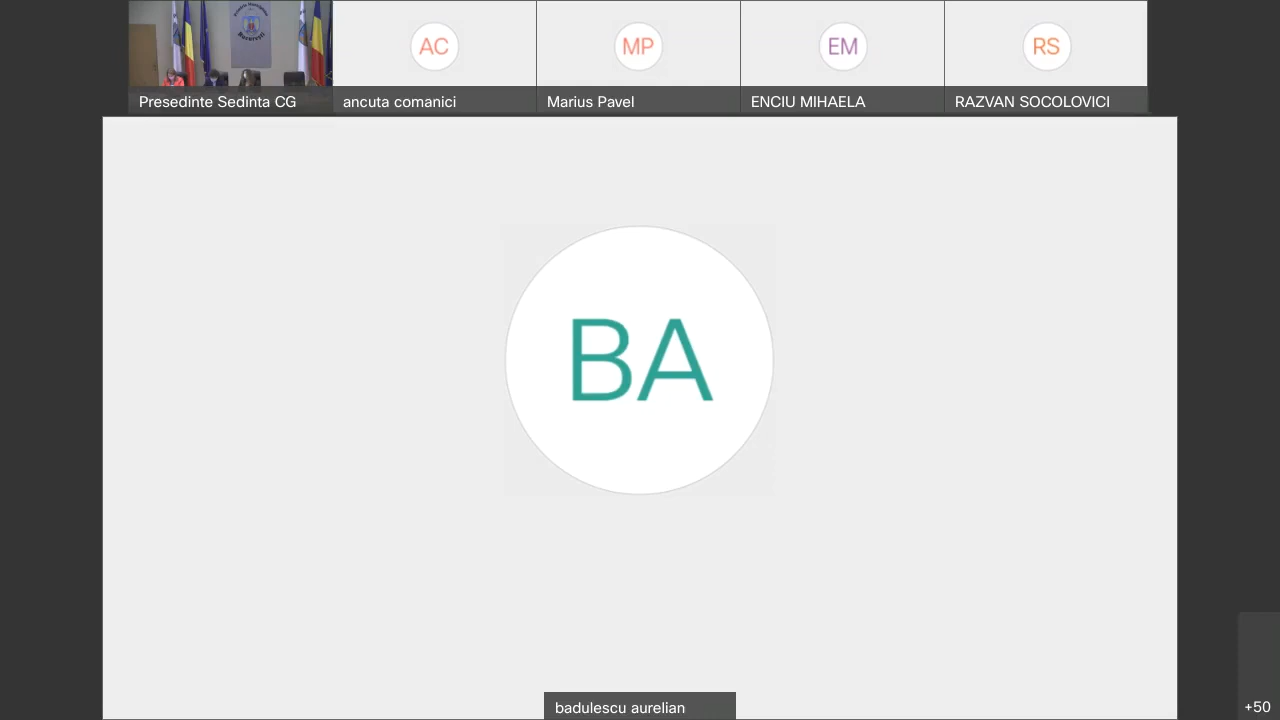 București
AC
MP
EM
RS
Presedinte Sedinta CG
ancuta comanici
Marius Pavel
ENCIU MIHAELA
RAZVAN SOCOLOVICI
BA
badulescu aurelian
+50